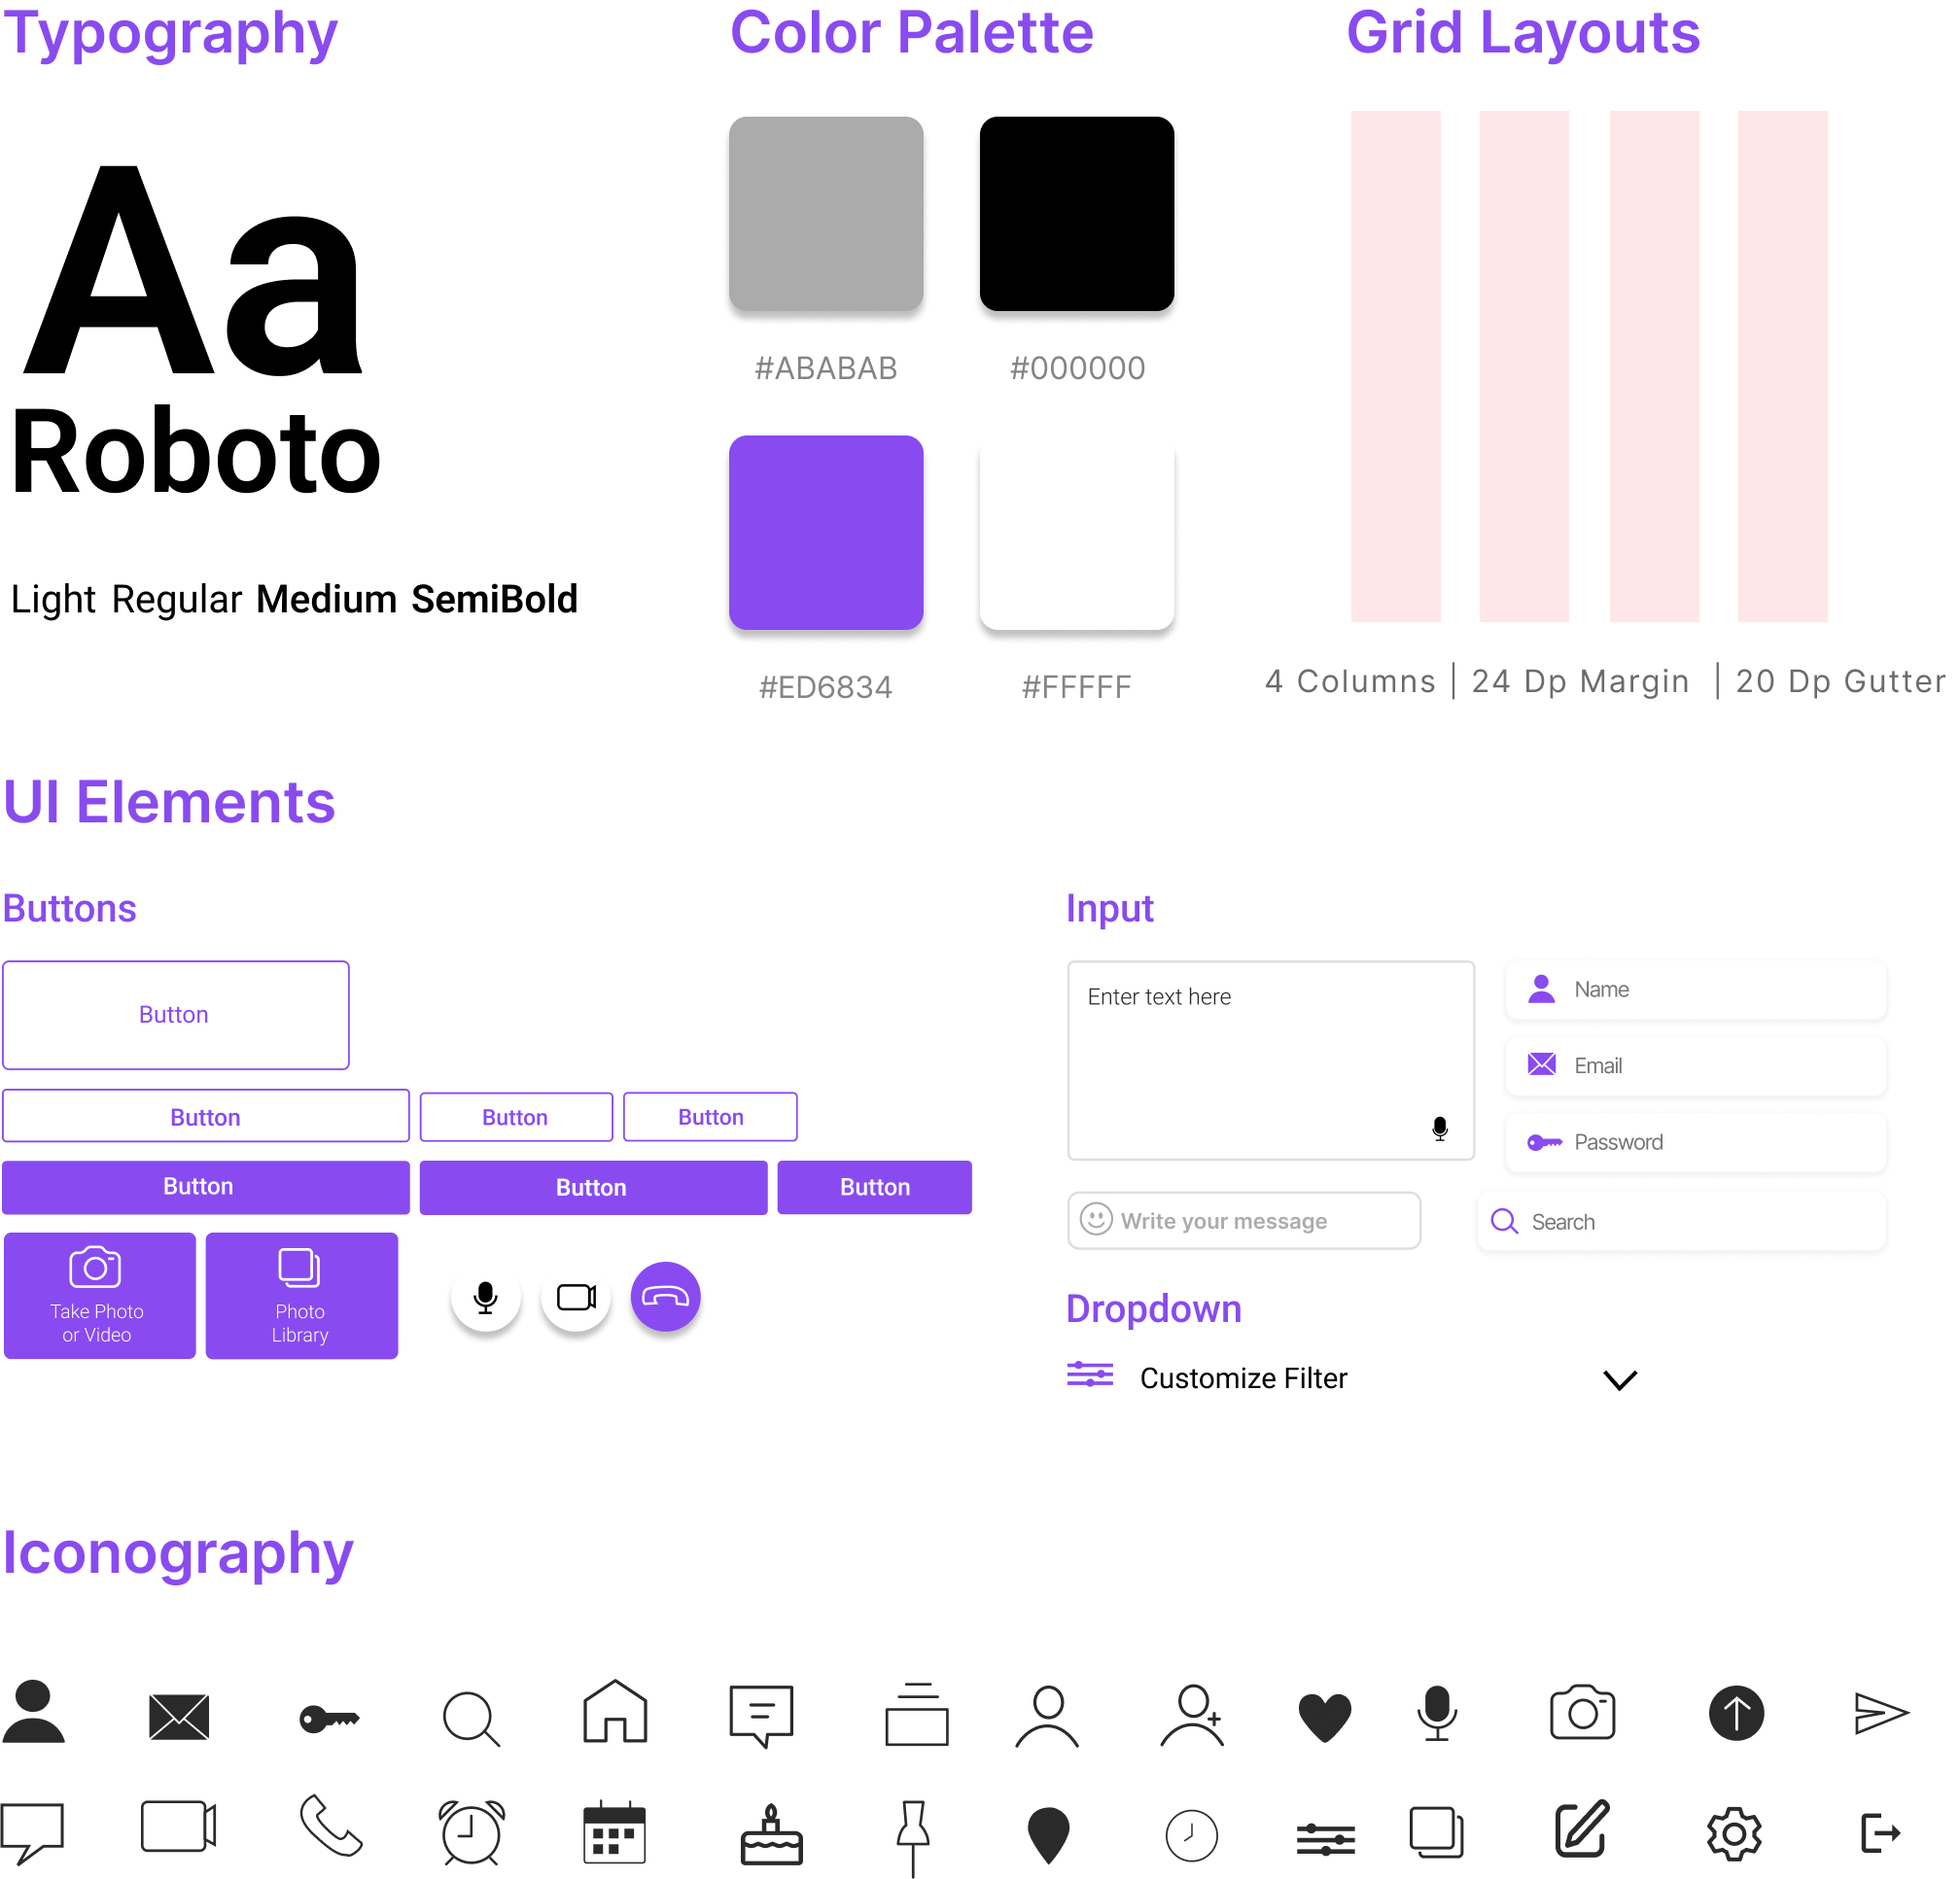 Typography
Aa
Roboto
Light Regular Medium SemiBold
Color Palette
#ABABAB
#000000
#ED6834
#FFFFF
Grid Layouts
4 Columns | 24 Dp Margin | 20 Dp Gutter
UI Elements
Buttons
Button
Button
Button
Button
Button
Button
Button
Take Photo
or Video
Photo
Library
Input
Enter text here
Name
Email
Password
Write your message
Search
Dropdown
Customize Filter
Iconography